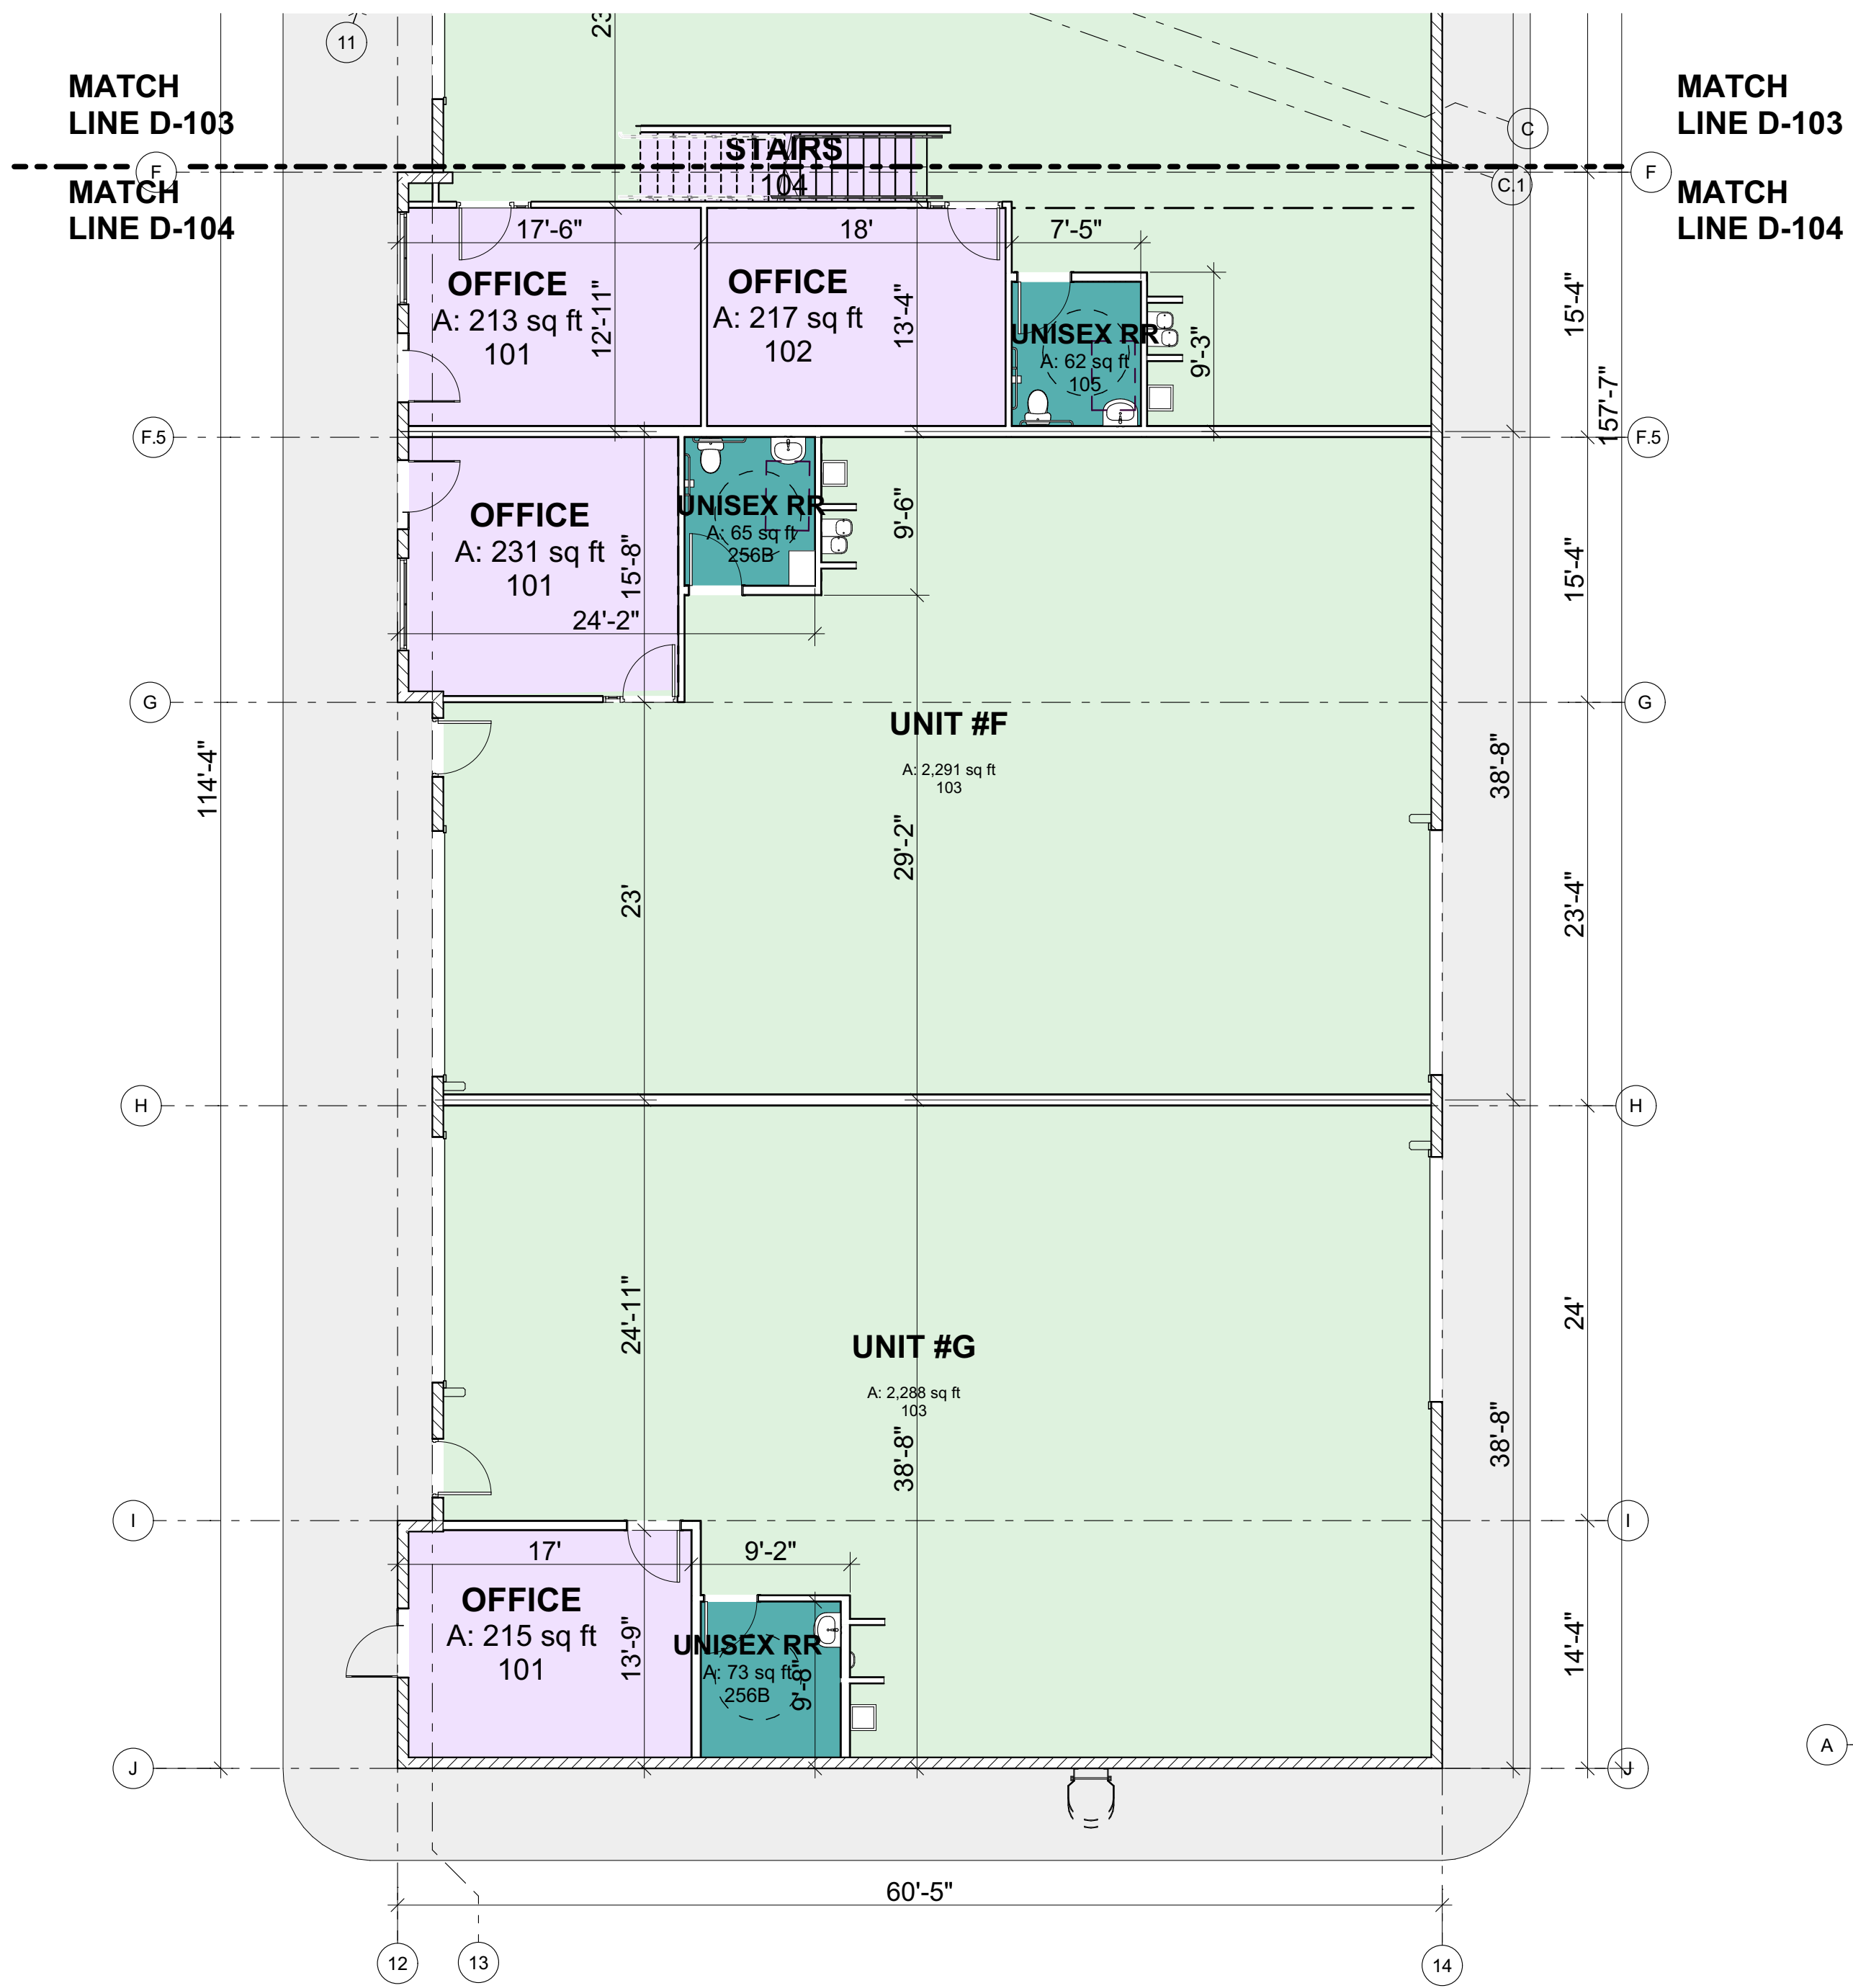 23
11
MATCH
LINE D-103
MATCH
LINE D-103
C
STAIRS
104
F
F
C.1
MATCH
LINE D-104
MATCH
LINE D-104
17'-6"
18'
7'-5"
OFFICE
A: 213 sq ft
101
12'-11"
OFFICE
A: 217 sq ft
102
13'-4"
UNISEX RR
A: 62 sq ft
105
9'-3"
15'-4"
157'-7"
F.5
F.5
OFFICE
A: 231 sq ft
101
15'-8"
UNISEX RR
A: 65 sq ft
256B
9'-6"
15'-4"
24'-2"
G
G
UNIT #F
A: 2,291 sq ft
103
114'-4"
38'-8"
29'-2"
23'
23'-4"
H
H
24'-11"
24'
UNIT #G
A: 2,288 sq ft
103
38'-8"
38'-8"
I
I
17'
9'-2"
OFFICE
A: 215 sq ft
101
13'-9"
UNISEX RR
A: 73 sq ft
256B
9'-8"
14'-4"
A
J
J
60'-5"
12
13
14